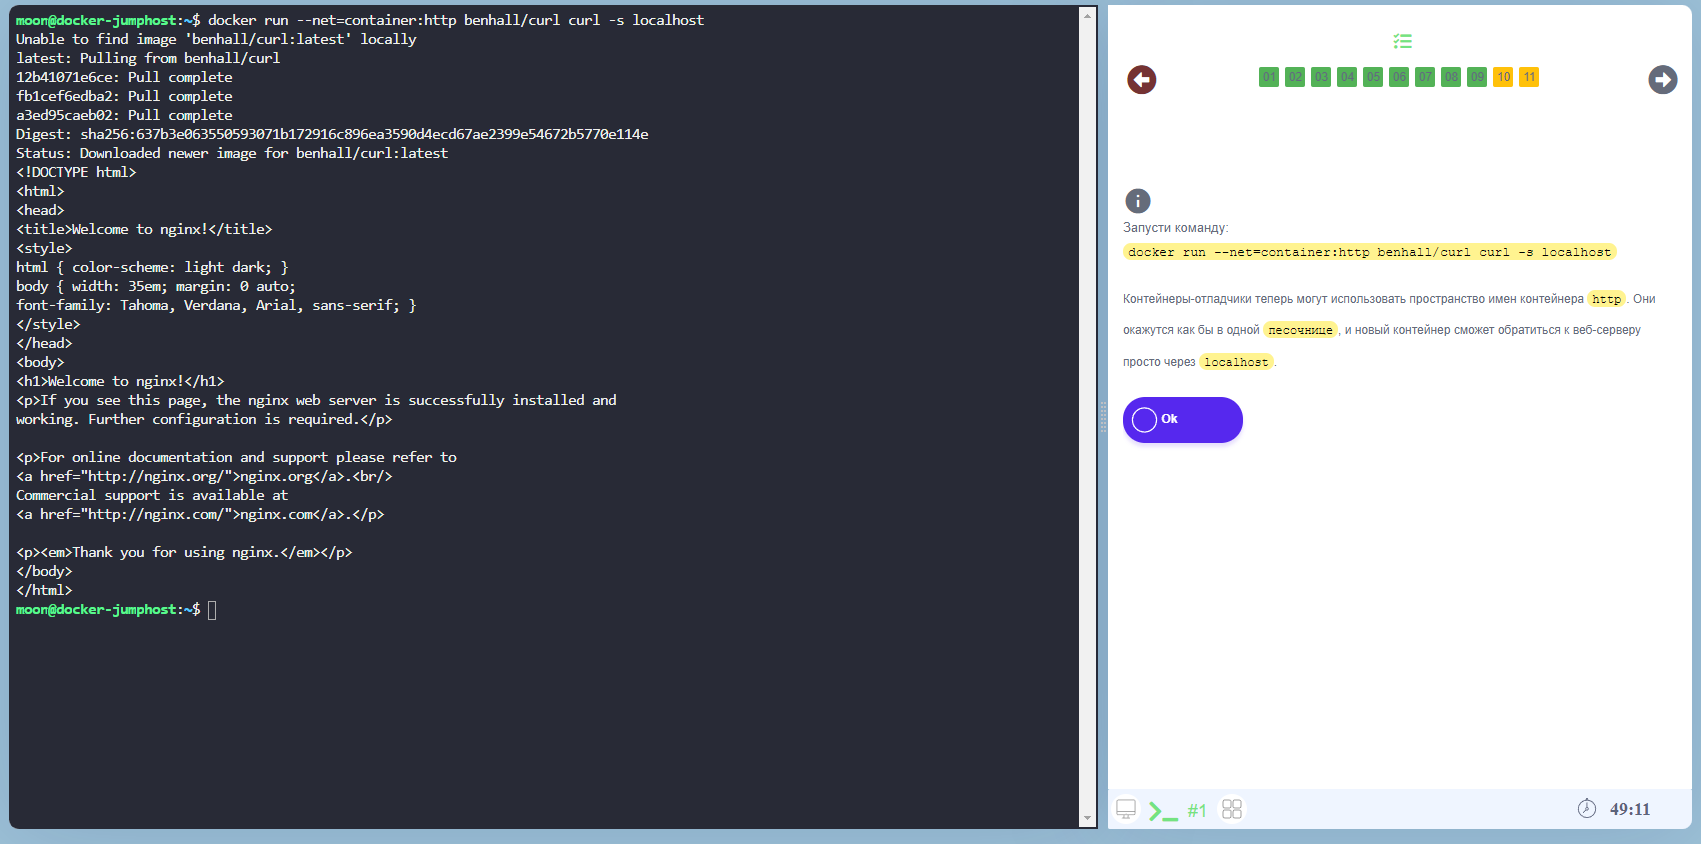 moon@docker-jumphost:~$ docker run --net=container:http benhall/curl curl -s localhost
Unable to find image 'benhall/curl:latest' locally
latest: Pulling from benhall/curl
12b41071e6ce: Pull complete
fb1cef6edba2: Pull complete
a3ed95caeb02: Pull complete
Digest: sha256:637b3e063550593071b172916c896ea3590d4ecd67ae2399e54672b5770e114e
Status: Downloaded newer image for benhall/curl:latest
<!DOCTYPE html>
<html>
<head>
<title>Welcome to nginx!</title>
<style>
html { color-scheme: light dark; }
body { width: 35em; margin: 0 auto;
font-family: Tahoma, Verdana, Arial, sans-serif; }
</style>
</head>
<body>
<h1>Welcome to nginx!</h1>
<p>If you see this page, the nginx web server is successfully installed and
working. Further configuration is required.</p>

<p>For online documentation and support please refer to
<a href="http://nginx.org/">nginx.org</a>.<br/>
Commercial support is available at
<a href="http://nginx.com/">nginx.com</a>.</p>

<p><em>Thank you for using nginx.</em></p>
</body>
</html>
moon@docker-jumphost:~$
01 02 03 04 05 06 07 08 09 10 11
Запусти команду:
docker run --net=container:http benhall/curl curl -s localhost
Контейнеры-отладчики теперь могут использовать пространство имен контейнера http. Они
окажутся как бы в одной песочнице, и новый контейнер сможет обратиться к веб-серверу
просто через localhost.
Ok
#1
49:11